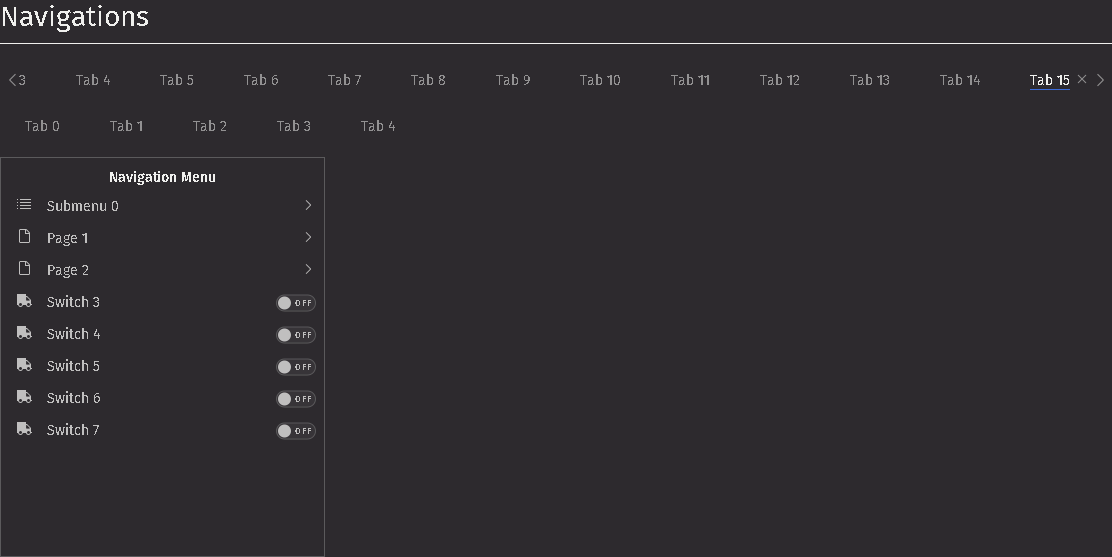 Navigations
3 Tab 4 Tab 5 Tab 6 Tab 7 Tab 8 Tab 9 Tab 10 Tab 11 Tab 12 Tab 13 Tab 14 Tab 15
Tab 0 Tab 1 Tab 2 Tab 3 Tab 4
Navigation Menu
Submenu 0
Page 1
Page 2
Switch 3 OFF
Switch 4 OFF
Switch 5 OFF
Switch 6 OFF
Switch 7 OFF